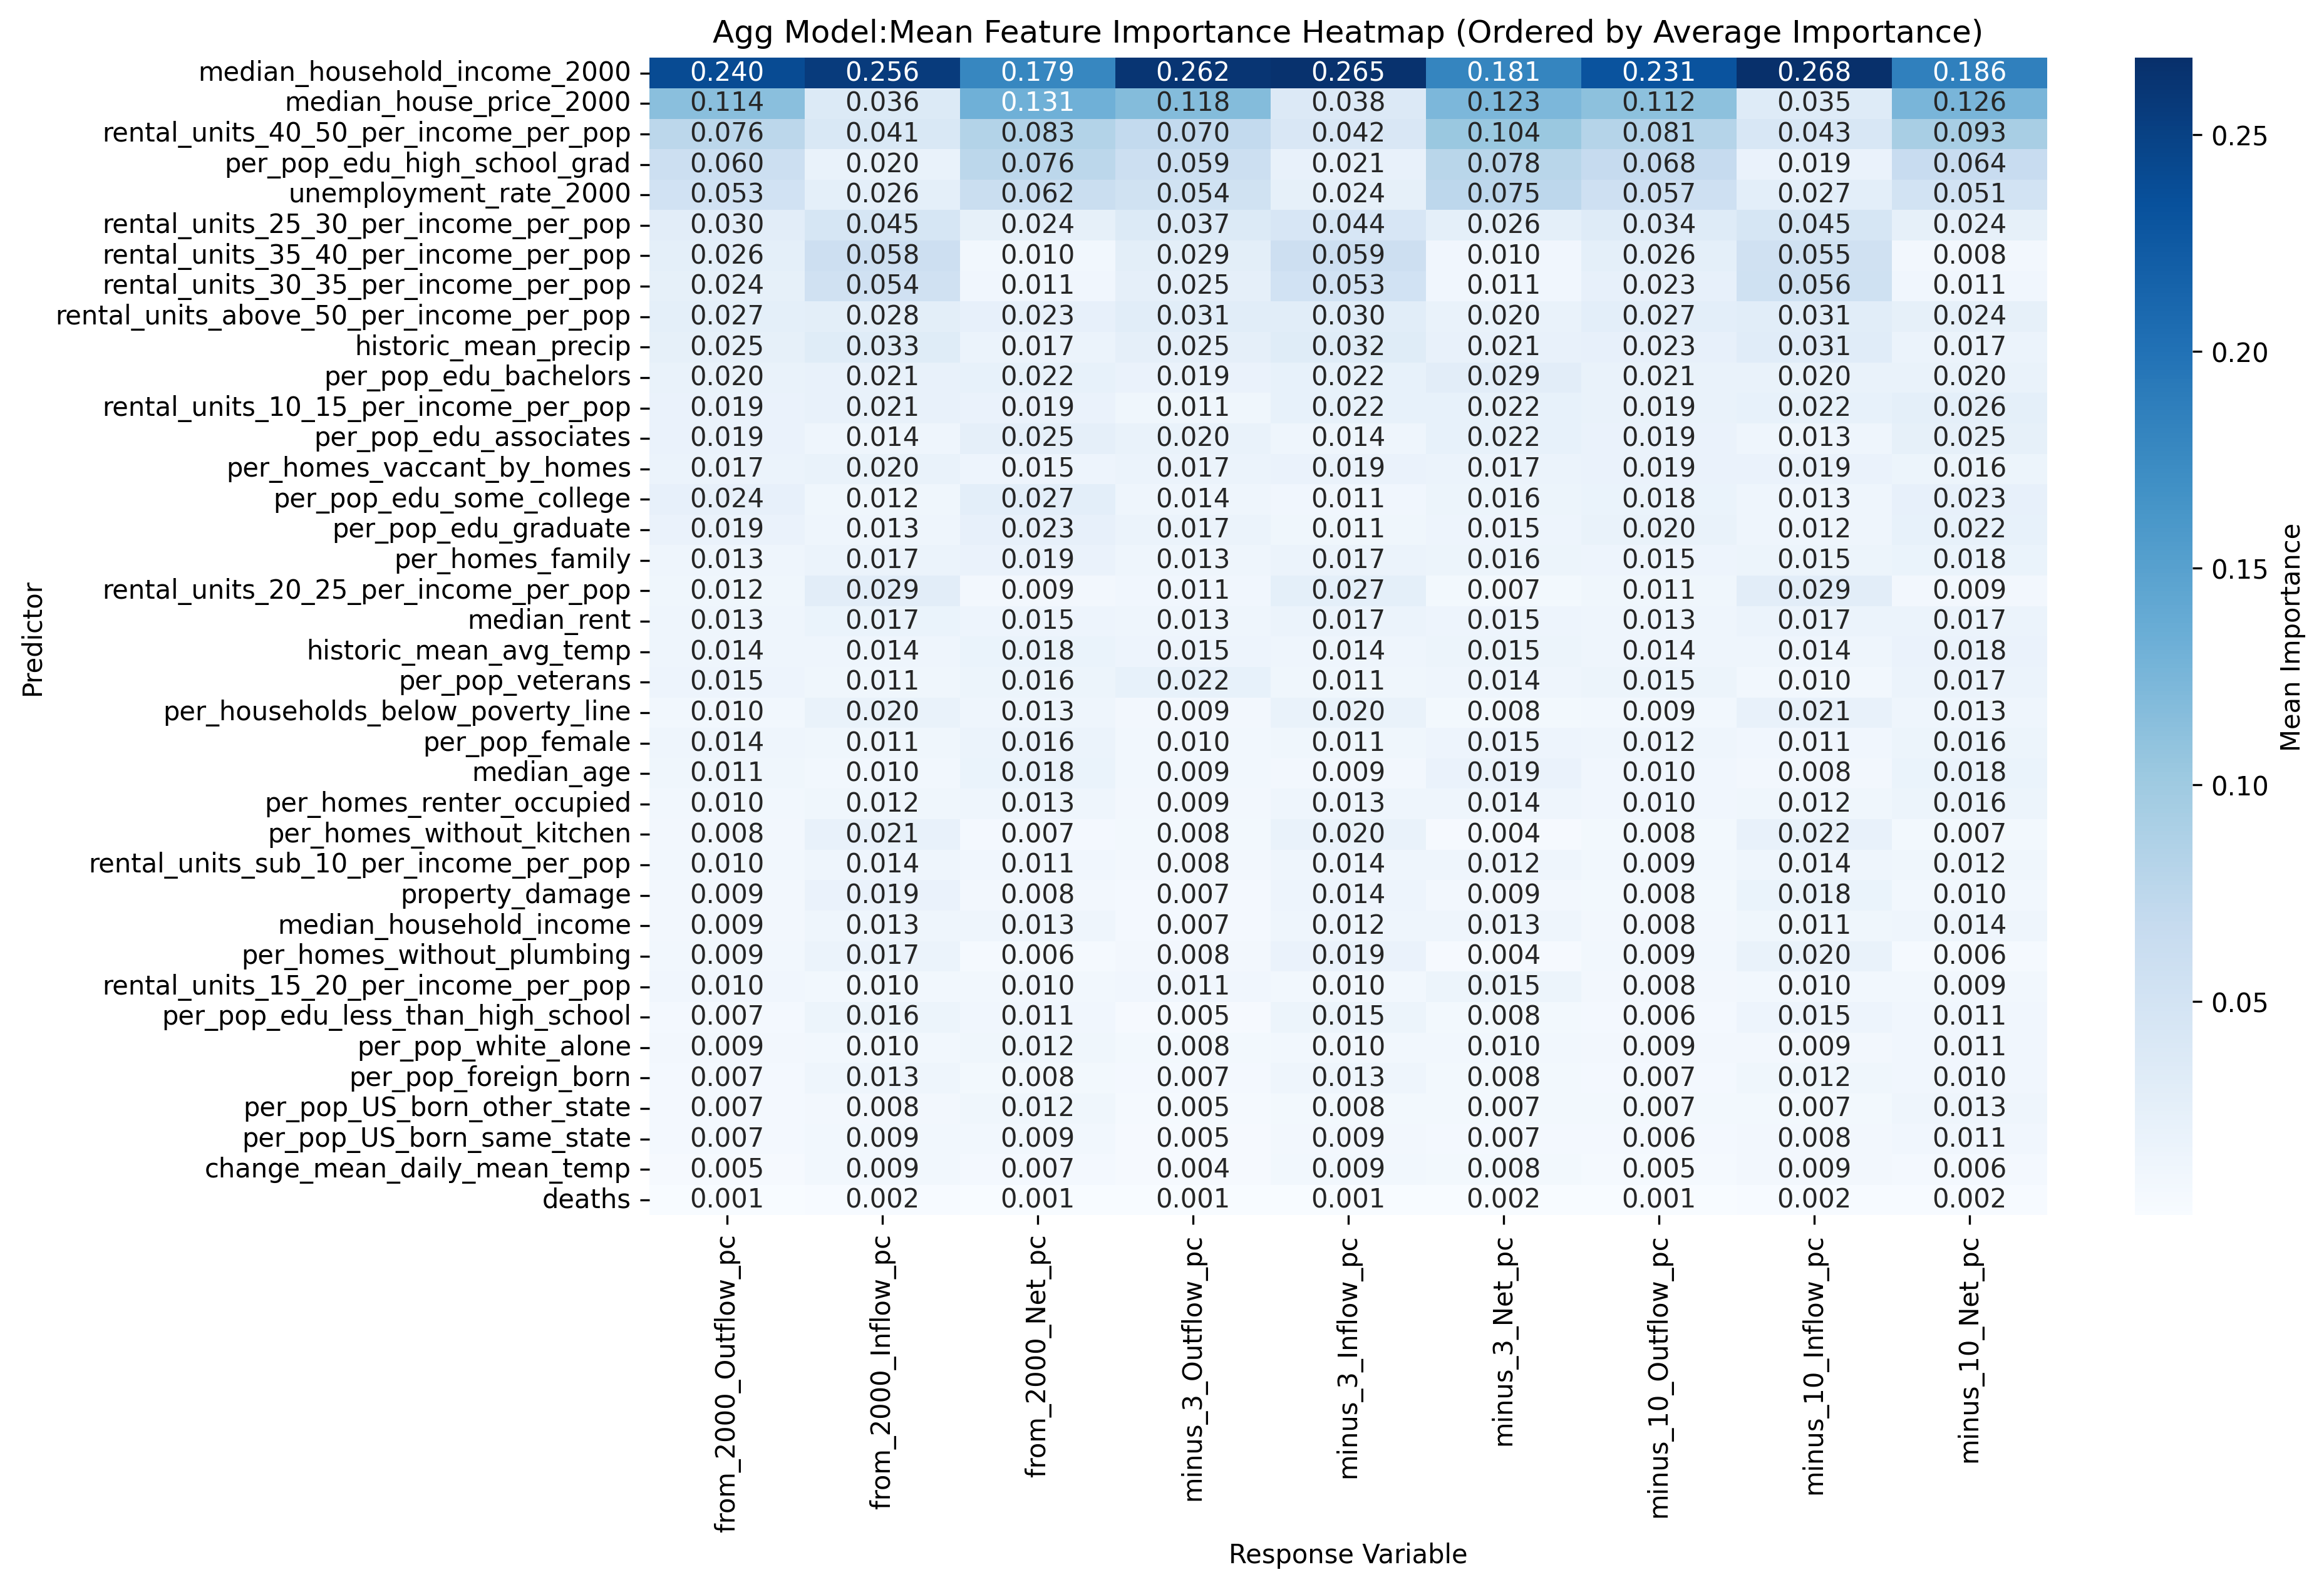 Agg Model:Mean Feature Importance Heatmap (Ordered by Average Importance)
median_household_income_2000 0.240 0.256 0.179 0.262 0.265 0.181 0.231 0.268 0.186
median_house_price_2000 0.114 0.036 0.131 0.118 0.038 0.123 0.112 0.035 0.126
rental_units_40_50_per_income_per_pop 0.076 0.041 0.083 0.070 0.042 0.104 0.081 0.043 0.093
per_pop_edu_high_school_grad 0.060 0.020 0.076 0.059 0.021 0.078 0.068 0.019 0.064
unemployment_rate_2000 0.053 0.026 0.062 0.054 0.024 0.075 0.057 0.027 0.051
rental_units_25_30_per_income_per_pop 0.030 0.045 0.024 0.037 0.044 0.026 0.034 0.045 0.024
rental_units_35_40_per_income_per_pop 0.026 0.058 0.010 0.029 0.059 0.010 0.026 0.055 0.008
rental_units_30_35_per_income_per_pop 0.024 0.054 0.011 0.025 0.053 0.011 0.023 0.056 0.011
rental_units_above_50_per_income_per_pop 0.027 0.028 0.023 0.031 0.030 0.020 0.027 0.031 0.024
historic_mean_precip 0.025 0.033 0.017 0.025 0.032 0.021 0.023 0.031 0.017
per_pop_edu_bachelors 0.020 0.021 0.022 0.019 0.022 0.029 0.021 0.020 0.020
rental_units_10_15_per_income_per_pop 0.019 0.021 0.019 0.011 0.022 0.022 0.019 0.022 0.026
per_pop_edu_associates 0.019 0.014 0.025 0.020 0.014 0.022 0.019 0.013 0.025
per_homes_vaccant_by_homes 0.017 0.020 0.015 0.017 0.019 0.017 0.019 0.019 0.016
per_pop_edu_some_college 0.024 0.012 0.027 0.014 0.011 0.016 0.018 0.013 0.023
per_pop_edu_graduate 0.019 0.013 0.023 0.017 0.011 0.015 0.020 0.012 0.022
per_homes_family 0.013 0.017 0.019 0.013 0.017 0.016 0.015 0.015 0.018
rental_units_20_25_per_income_per_pop 0.012 0.029 0.009 0.011 0.027 0.007 0.011 0.029 0.009
median_rent 0.013 0.017 0.015 0.013 0.017 0.015 0.013 0.017 0.017
historic_mean_avg_temp 0.014 0.014 0.018 0.015 0.014 0.015 0.014 0.014 0.018
per_pop_veterans 0.015 0.011 0.016 0.022 0.011 0.014 0.015 0.010 0.017
per_households_below_poverty_line 0.010 0.020 0.013 0.009 0.020 0.008 0.009 0.021 0.013
per_pop_female 0.014 0.011 0.016 0.010 0.011 0.015 0.012 0.011 0.016
median_age 0.011 0.010 0.018 0.009 0.009 0.019 0.010 0.008 0.018
per_homes_renter_occupied 0.010 0.012 0.013 0.009 0.013 0.014 0.010 0.012 0.016
per_homes_without_kitchen 0.008 0.021 0.007 0.008 0.020 0.004 0.008 0.022 0.007
rental_units_sub_10_per_income_per_pop 0.010 0.014 0.011 0.008 0.014 0.012 0.009 0.014 0.012
property_damage 0.009 0.019 0.008 0.007 0.014 0.009 0.008 0.018 0.010
median_household_income 0.009 0.013 0.013 0.007 0.012 0.013 0.008 0.011 0.014
per_homes_without_plumbing 0.009 0.017 0.006 0.008 0.019 0.004 0.009 0.020 0.006
rental_units_15_20_per_income_per_pop 0.010 0.010 0.010 0.011 0.010 0.015 0.008 0.010 0.009
per_pop_edu_less_than_high_school 0.007 0.016 0.011 0.005 0.015 0.008 0.006 0.015 0.011
per_pop_white_alone 0.009 0.010 0.012 0.008 0.010 0.010 0.009 0.009 0.011
per_pop_foreign_born 0.007 0.013 0.008 0.007 0.013 0.008 0.007 0.012 0.010
per_pop_US_born_other_state 0.007 0.008 0.012 0.005 0.008 0.007 0.007 0.007 0.013
per_pop_US_born_same_state 0.007 0.009 0.009 0.005 0.009 0.007 0.006 0.008 0.011
change_mean_daily_mean_temp 0.005 0.009 0.007 0.004 0.009 0.008 0.005 0.009 0.006
deaths 0.001 0.002 0.001 0.001 0.001 0.002 0.001 0.002 0.002
Predictor
from_2000_Outflow_pc
from_2000_Inflow_pc
from_2000_Net_pc
minus_3_Outflow_pc
minus_3_Inflow_pc
minus_3_Net_pc
minus_10_Outflow_pc
minus_10_Inflow_pc
minus_10_Net_pc
Response Variable
0.25
0.20
0.15
0.10
0.05
Mean Importance